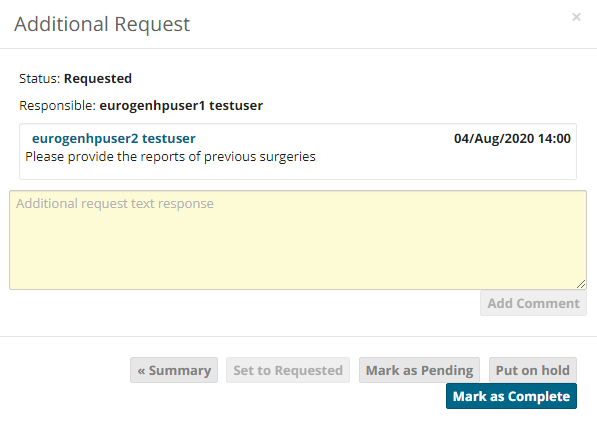 Additional Request
×
Status: Requested
Responsible: eurogenhpuser1 testuser
eurogenhpuser2 testuser 04/Aug/2020 14:00
Please provide the reports of previous surgeries
Additional request text response
Add Comment
« Summary Set to Requested Mark as Pending Put on hold
Mark as Complete